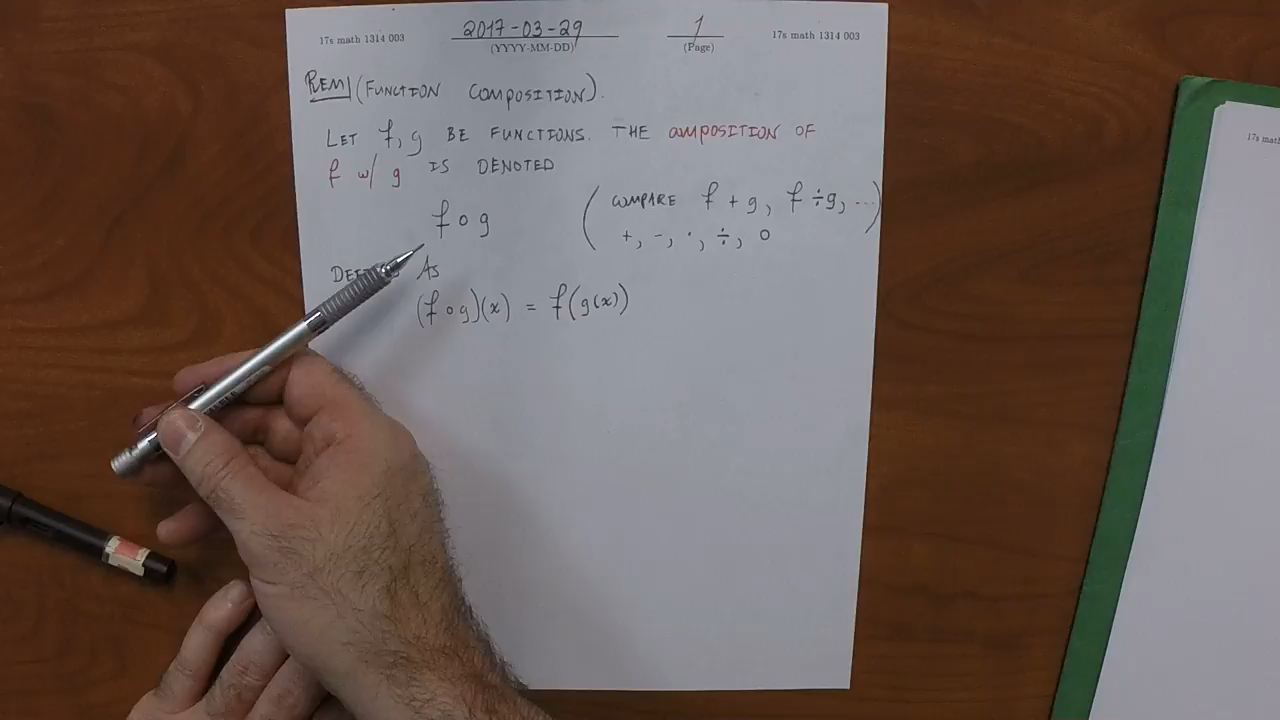 17s math 1314 003 2017-03-29 1 17s math 1314 003
(YYYY-MM-DD) (Page)
REM (FUNCTION COMPOSITION).
LET f, g BE FUNCTIONS. THE COMPOSITION OF
f w/ g IS DENOTED
f ∘ g (COMPARE f + g, f ÷ g, ...)
+, -, ·, ÷, ∘
AS
(f ∘ g)(x) = f(g(x))
17s mat